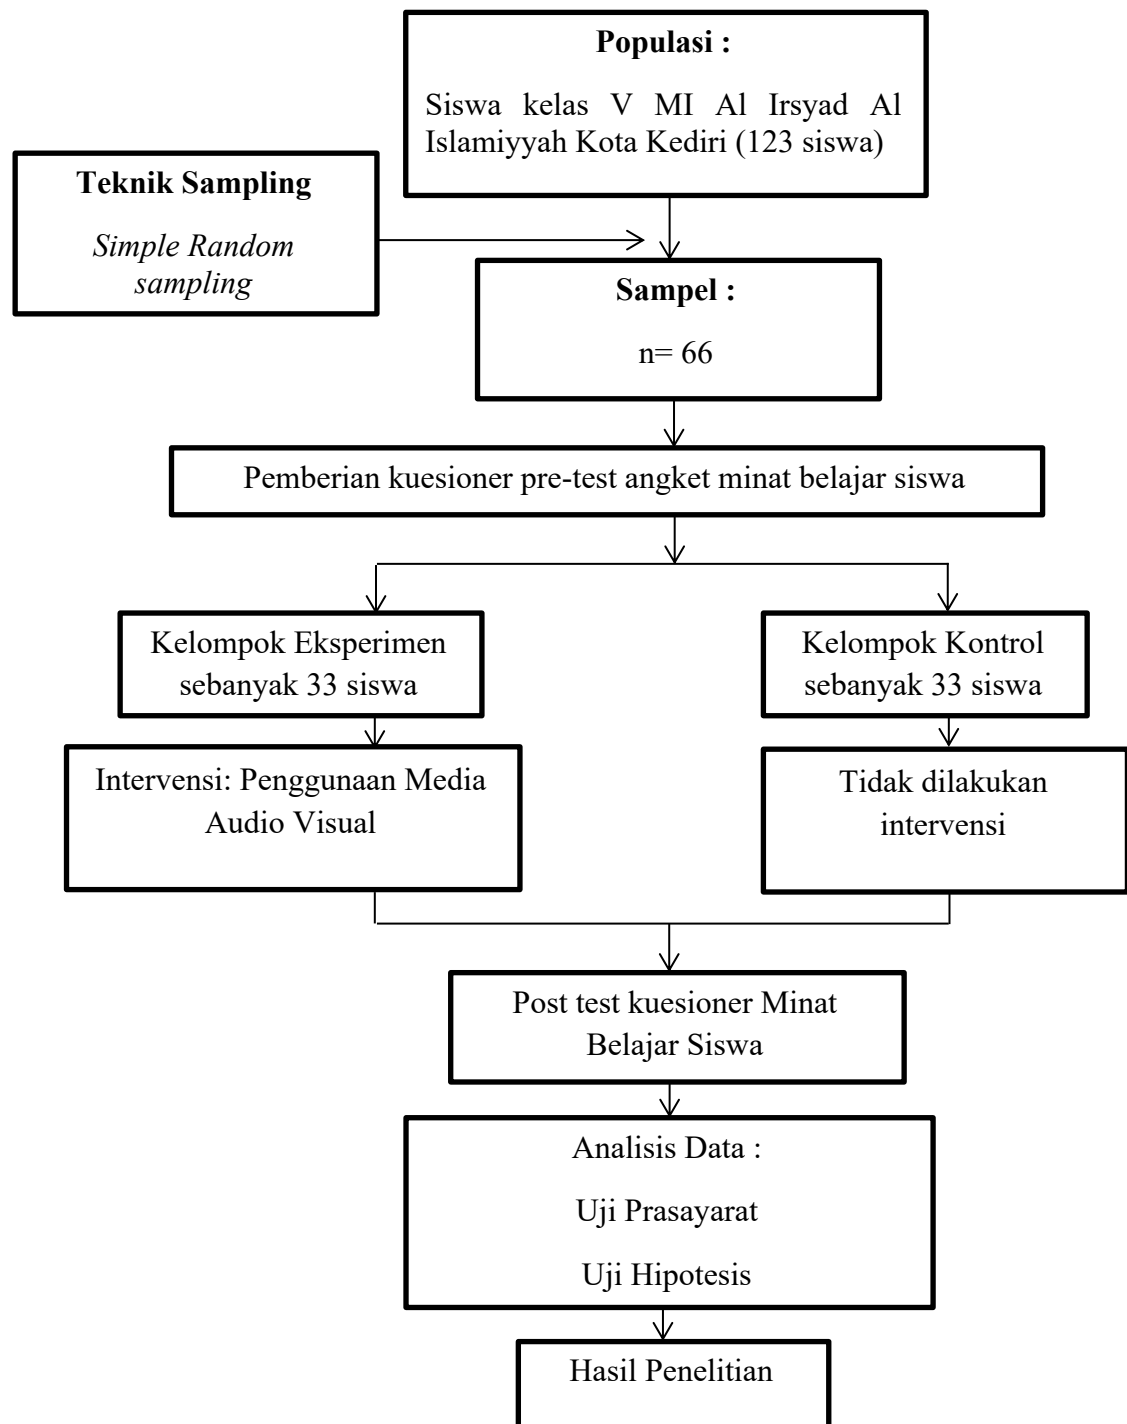 Populasi :
Siswa kelas V MI Al Irsyad Al
Islamiyyah Kota Kediri (123 siswa)
Teknik Sampling
Simple Random
sampling
Sampel :
n= 66
Pemberian kuesioner pre-test angket minat belajar siswa
Kelompok Eksperimen
sebanyak 33 siswa
Kelompok Kontrol
sebanyak 33 siswa
Intervensi: Penggunaan Media
Audio Visual
Tidak dilakukan
intervensi
Post test kuesioner Minat
Belajar Siswa
Analisis Data :
Uji Prasayarat
Uji Hipotesis
Hasil Penelitian